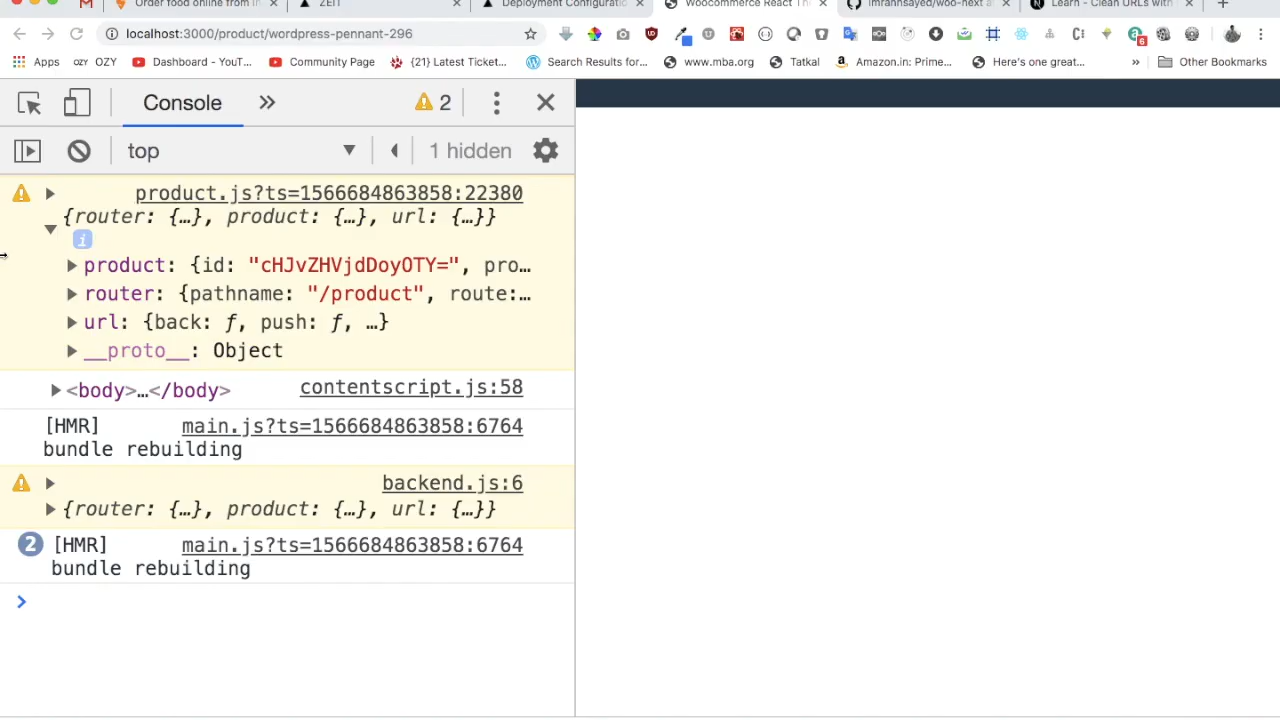 Order food online from in
ZEIT
Deployment Configuration
Woocommerce React Th
imranhsayed/woo-next at
Learn - Clean URLs with
localhost:3000/product/wordpress-pennant-296
6
Apps OZY OZY Dashboard - YouT... Community Page {21} Latest Ticket... Search Results for... www.mba.org Tatkal Amazon.in: Prime... Here's one great... » Other Bookmarks
Console » 2
top 1 hidden
product.js?ts=1566684863858:22380
{router: {…}, product: {…}, url: {…}}
i
product: {id: "cHJvZHVjdDoyOTY=", pro…
router: {pathname: "/product", route:…
url: {back: ƒ, push: ƒ, …}
__proto__: Object
<body>…</body> contentscript.js:58
[HMR] main.js?ts=1566684863858:6764
bundle rebuilding
backend.js:6
{router: {…}, product: {…}, url: {…}}
2 [HMR] main.js?ts=1566684863858:6764
bundle rebuilding